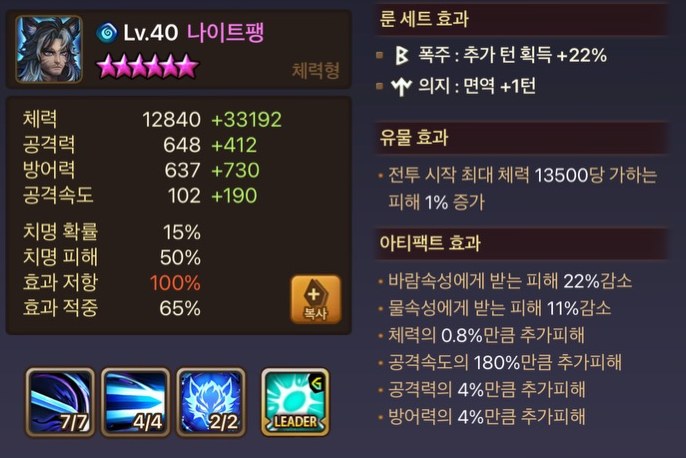 Lv.40 나이트팽
체력형
체력 12840 +33192
공격력 648 +412
방어력 637 +730
공격속도 102 +190
치명 확률 15%
치명 피해 50%
효과 저항 100%
효과 적중 65%
복사
7/7
4/4
2/2
LEADER
룬 세트 효과
폭주 : 추가 턴 획득 +22%
의지 : 면역 +1턴
유물 효과
전투 시작 최대 체력 13500당 가하는
피해 1% 증가
아티팩트 효과
바람속성에게 받는 피해 22%감소
물속성에게 받는 피해 11%감소
체력의 0.8%만큼 추가피해
공격속도의 180%만큼 추가피해
공격력의 4%만큼 추가피해
방어력의 4%만큼 추가피해